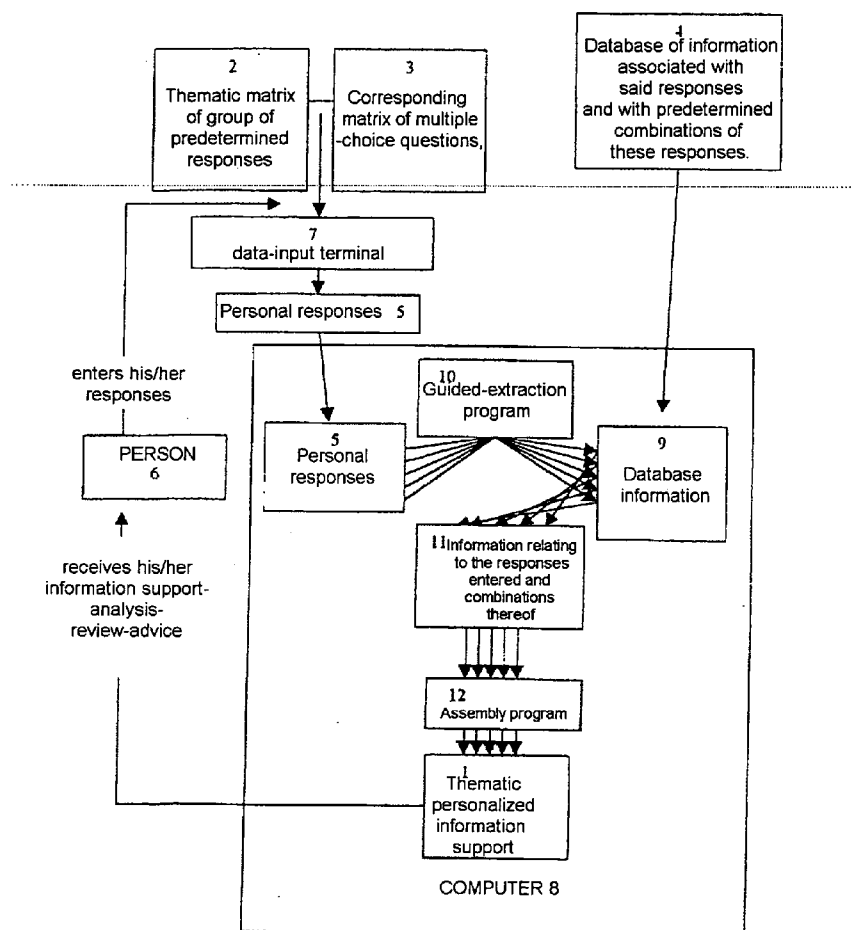 2
Thematic matrix
of group of
predetermined
responses
3
Corresponding
matrix of multiple
-choice questions,
4
Database of information
associated with
said responses
and with predetermined
combinations of
these responses.
7
data-input terminal
Personal responses 5
enters his/her
responses
10
Guided-extraction
program
5
Personal
responses
9
Database
information
PERSON
6
11 Information relating
to the responses
entered and
combinations
thereof
receives his/her
information support-
analysis-
review-advice
12
Assembly program
1
Thematic
personalized
information
support
COMPUTER 8